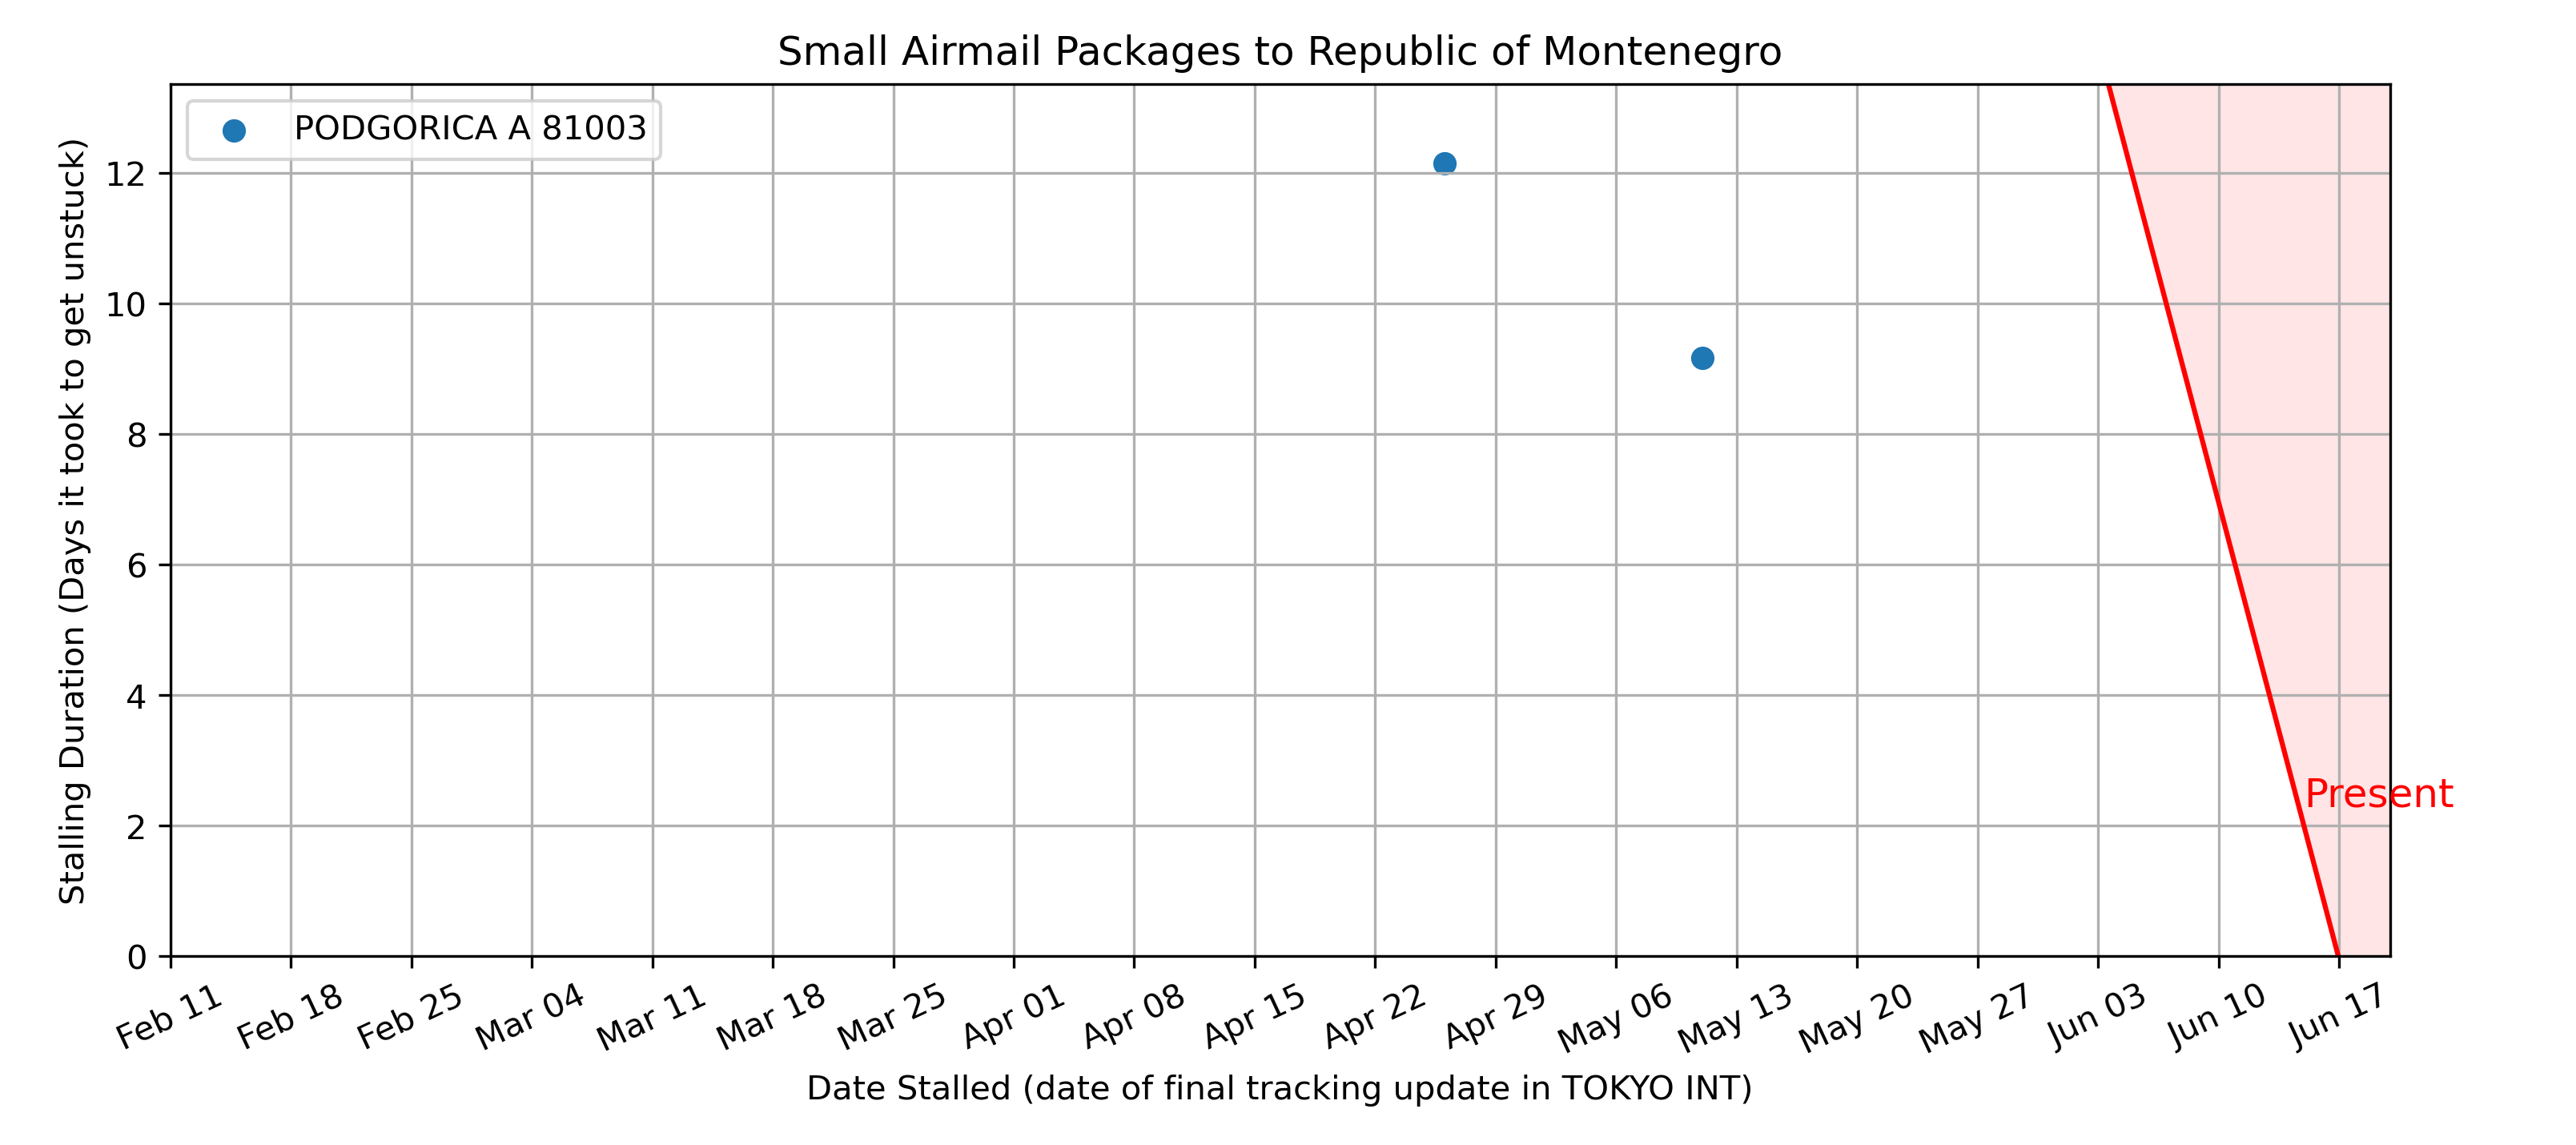 Small Airmail Packages to Republic of Montenegro
PODGORICA A 81003
Stalling Duration (Days it took to get unstuck)
12
10
8
6
4
2
0
Present
Feb 11
Feb 18
Feb 25
Mar 04
Mar 11
Mar 18
Mar 25
Apr 01
Apr 08
Apr 15
Apr 22
Apr 29
May 06
May 13
May 20
May 27
Jun 03
Jun 10
Jun 17
Date Stalled (date of final tracking update in TOKYO INT)